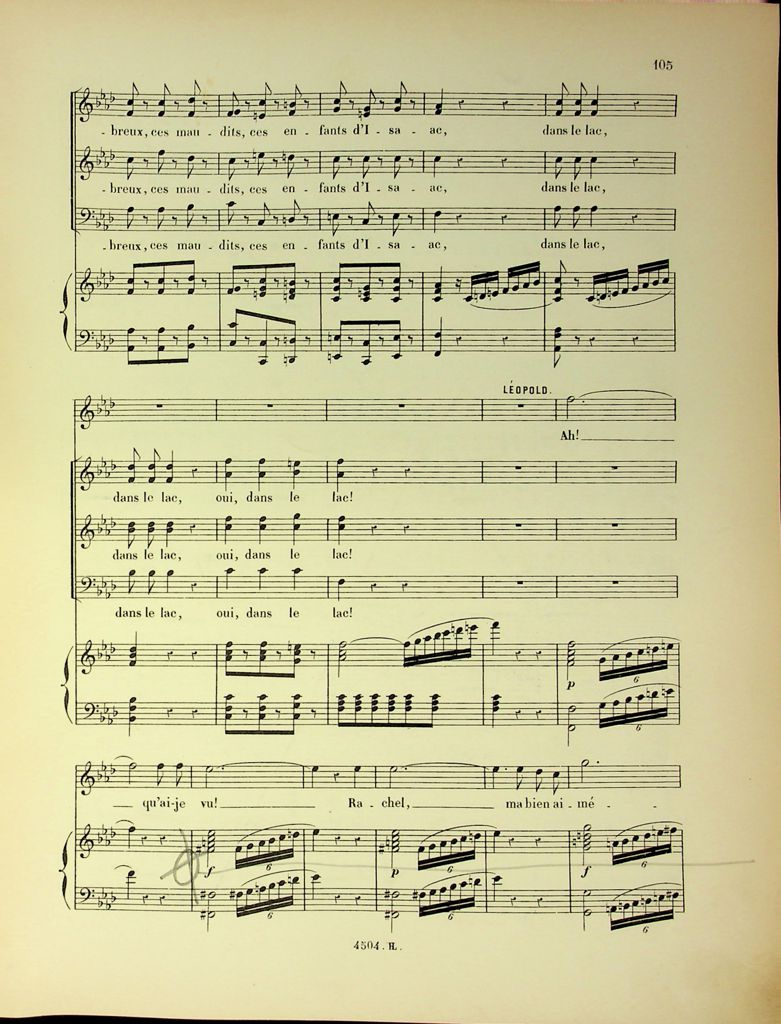 105
- breux, ces mau - dits, ces en - fants d'I - sa - ac, dans le lac,
- breux, ces mau - dits, ces en - fants d'I - sa - ac, dans le lac,
- breux, ces mau - dits, ces en - fants d'I - sa - ac, dans le lac,
LÉOPOLD.
Ah!
dans le lac, oui, dans le lac!
dans le lac, oui, dans le lac!
dans le lac, oui, dans le lac!
p 6
6
qu'ai-je vu! Ra - chel, ma bien ai - mé -
f 6 p 6 f 6
6 6 6
4504. H.